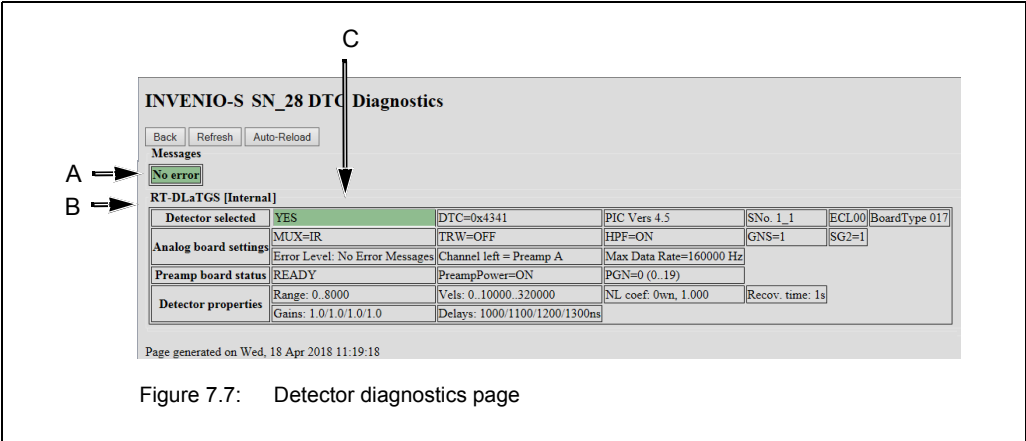 C
INVENIO-S SN_28 DTC Diagnostics
Back Refresh Auto-Reload
Messages
A
No error
B
RT-DLaTGS [Internal]
Detector selected YES DTC=0x4341 PIC Vers 4.5 SNo. 1_1 ECL00 BoardType 017
Analog board settings MUX=IR TRW=OFF HPF=ON GNS=1 SG2=1
Error Level: No Error Messages Channel left = Preamp A Max Data Rate=160000 Hz
Preamp board status READY PreampPower=ON PGN=0 (0..19)
Detector properties Range: 0..8000 Vels: 0..10000..320000 NL coef: 0wn, 1.000 Recov. time: 1s
Gains: 1.0/1.0/1.0/1.0 Delays: 1000/1100/1200/1300ns
Page generated on Wed, 18 Apr 2018 11:19:18
Figure 7.7: Detector diagnostics page